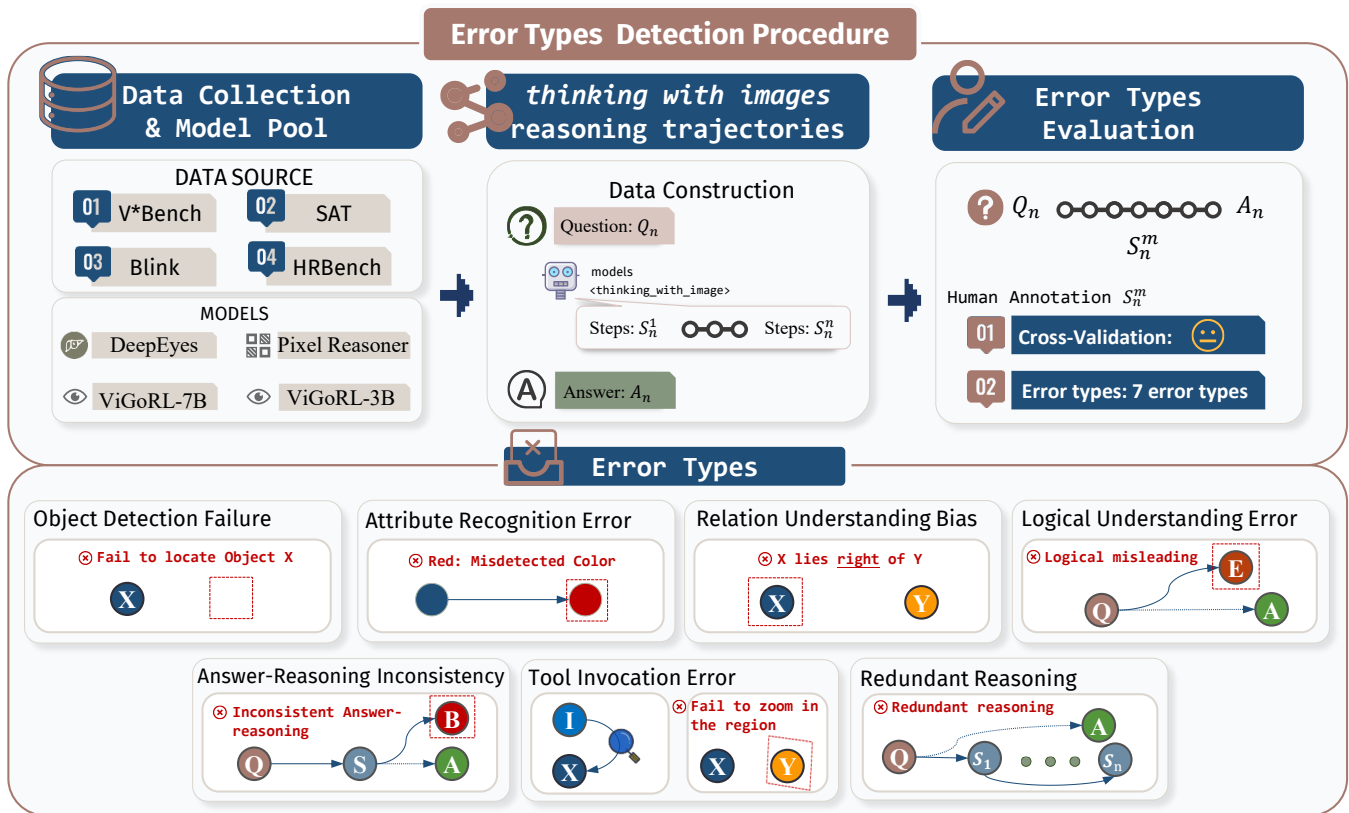 Error Types Detection Procedure
Data Collection
& Model Pool
DATA SOURCE
01 V*Bench
02 SAT
03 Blink
04 HRBench
MODELS
DeepEyes
Pixel Reasoner
ViGoRL-7B
ViGoRL-3B
thinking with images
reasoning trajectories
Data Construction
Question: Qₙ
models
<thinking_with_image>
Steps: Sₙ¹ Steps: Sₙⁿ
A Answer: Aₙ
Error Types
Evaluation
? Qₙ Aₙ
Sₙᵐ
Human Annotation Sₙᵐ
01 Cross-Validation:
02 Error types: 7 error types
Error Types
Object Detection Failure
Fail to locate Object X
X
Attribute Recognition Error
Red: Misdetected Color
Relation Understanding Bias
X lies right of Y
X Y
Logical Understanding Error
Logical misleading
E
Q A
Answer-Reasoning Inconsistency
Inconsistent Answer-
reasoning
B
Q S A
Tool Invocation Error
I
X
Fail to zoom in
the region
X Y
Redundant Reasoning
Redundant reasoning
A
Q S₁ Sₙ